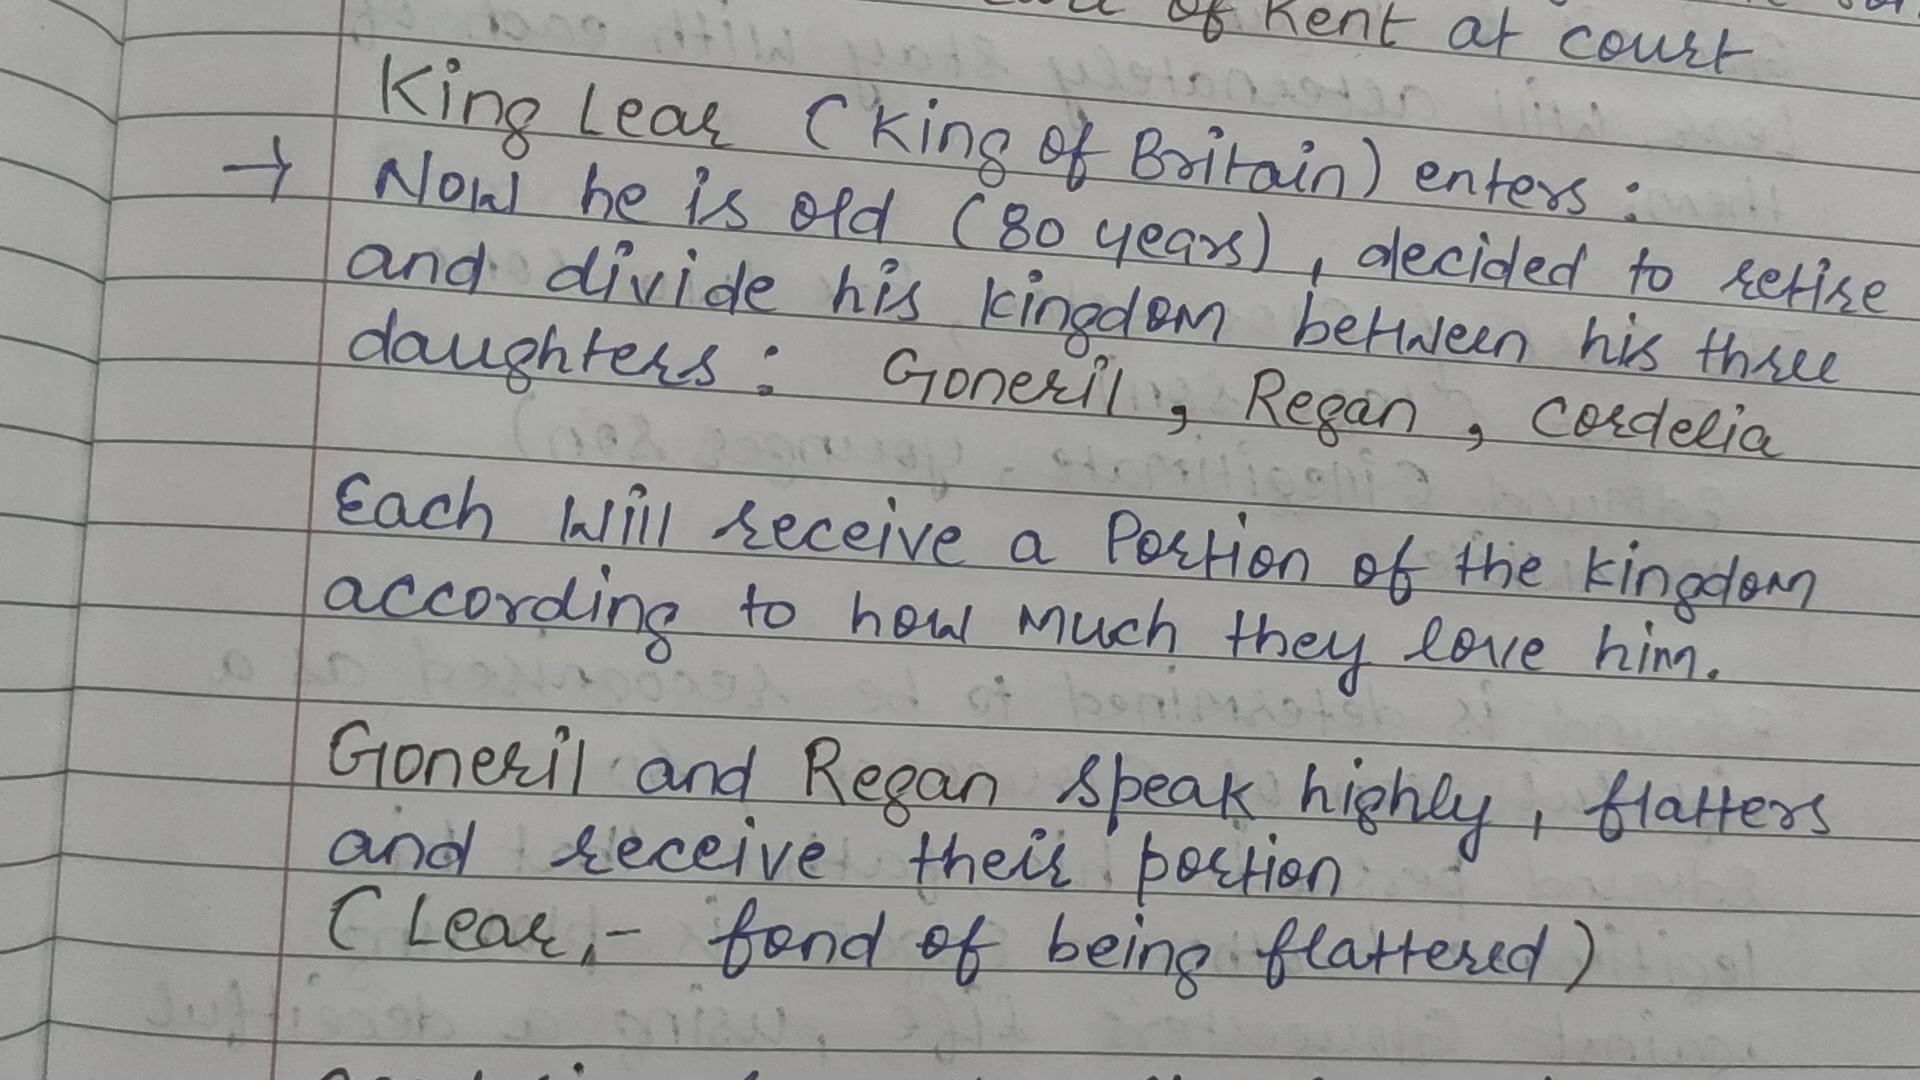 of Kent at court
King Lear (King of Britain) enters:
→ Now he is old (80 years), decided to retire
and divide his kingdom between his three
daughters: Goneril, Regan, Cordelia
Each will receive a Portion of the kingdom
according to how much they love him.
Goneril and Regan speak highly, flatters
and receive their portion
(Lear,- fond of being flattered)